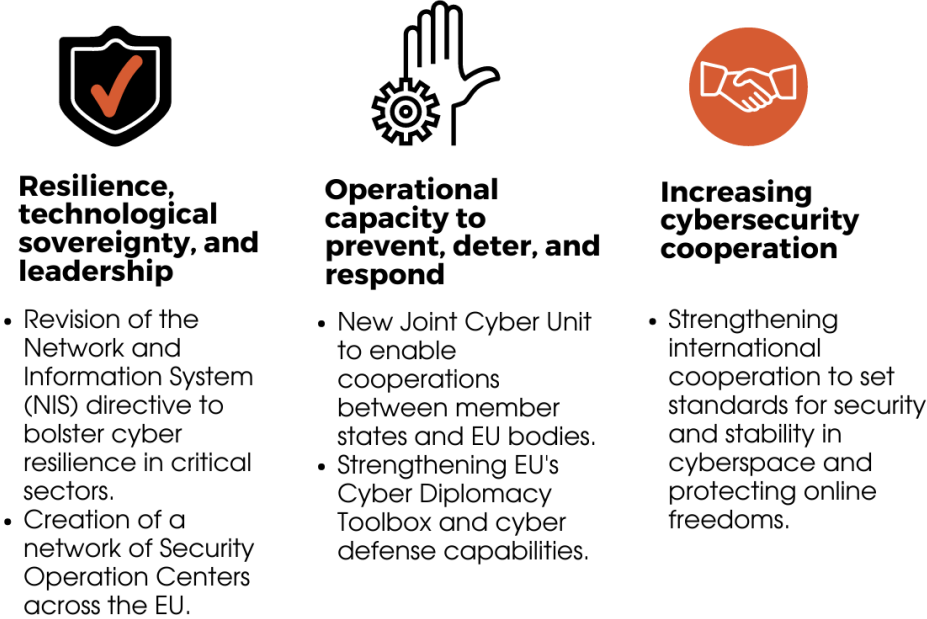 Resilience,
technological
sovereignty, and
leadership
• Revision of the
Network and
Information System
(NIS) directive to
bolster cyber
resilience in critical
sectors.
• Creation of a
network of Security
Operation Centers
across the EU.
Operational
capacity to
prevent, deter, and
respond
• New Joint Cyber Unit
to enable
cooperations
between member
states and EU bodies.
• Strengthening EU's
Cyber Diplomacy
Toolbox and cyber
defense capabilities.
Increasing
cybersecurity
cooperation
• Strengthening
international
cooperation to set
standards for security
and stability in
cyberspace and
protecting online
freedoms.